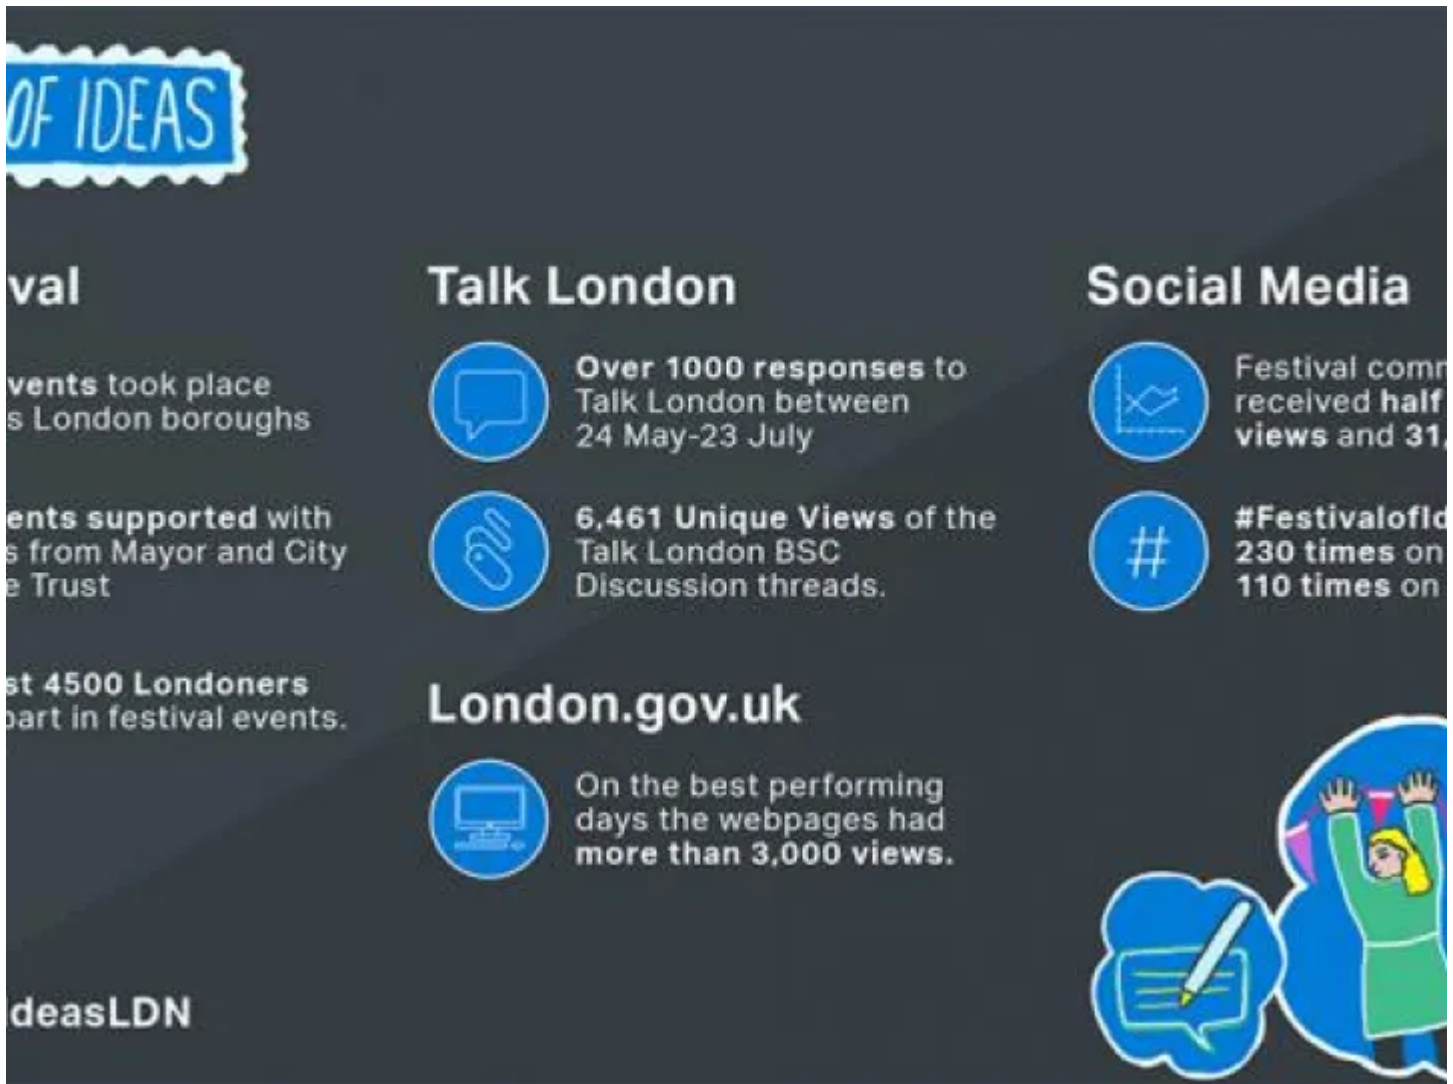 OF IDEAS
val
vents took place
s London boroughs
ents supported with
s from Mayor and City
e Trust
st 4500 Londoners
part in festival events.
Talk London
Over 1000 responses to
Talk London between
24 May-23 July
6,461 Unique Views of the
Talk London BSC
Discussion threads.
London.gov.uk
On the best performing
days the webpages had
more than 3,000 views.
Social Media
Festival comm
received half
views and 31,
#FestivalofId
230 times on
110 times on
deasLDN